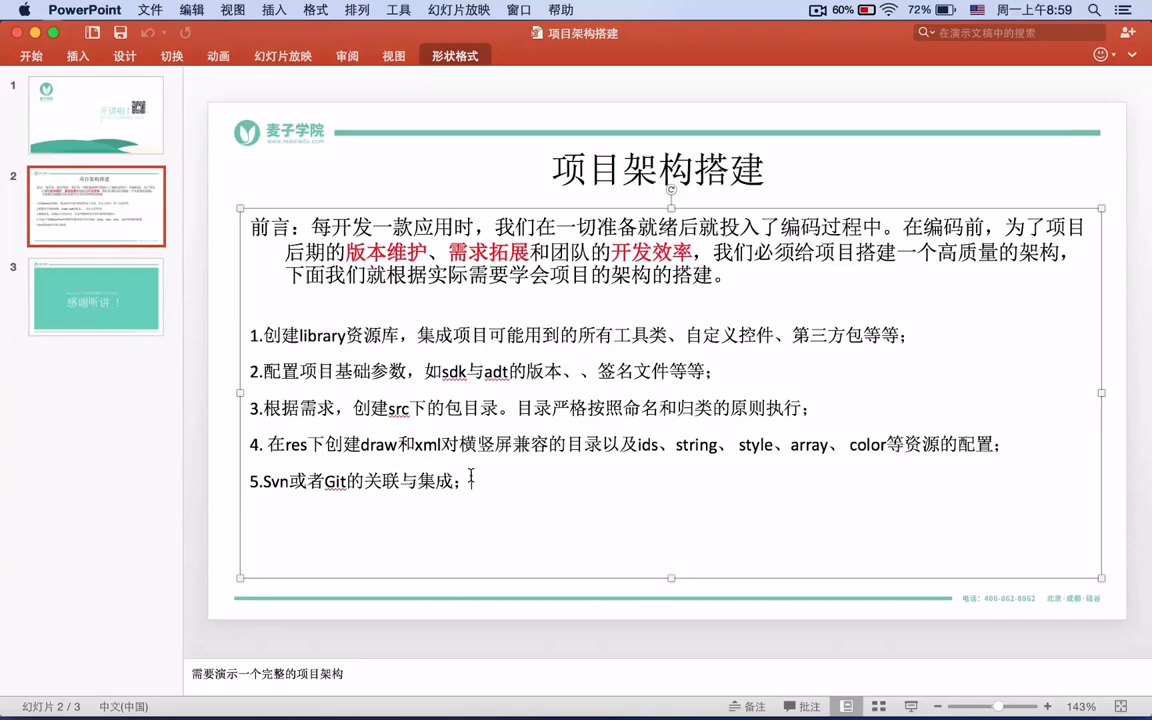 PowerPoint 文件 编辑 视图 插入 格式 排列 工具 幻灯片放映 窗口 帮助 60% 72% 周一上午8:59
项目架构搭建
在演示文稿中的搜索
开始 插入 设计 切换 动画 幻灯片放映 审阅 视图 形状格式
1
开讲啦!
2
项目架构搭建
3
感谢听讲 !
麦子学院
www.maiziedu.com
项目架构搭建
前言：每开发一款应用时，我们在一切准备就绪后就投入了编码过程中。在编码前，为了项目
后期的版本维护、需求拓展和团队的开发效率，我们必须给项目搭建一个高质量的架构，
下面我们就根据实际需要学会项目的架构的搭建。
1.创建library资源库，集成项目可能用到的所有工具类、自定义控件、第三方包等等；
2.配置项目基础参数，如sdk与adt的版本、、签名文件等等；
3.根据需求，创建src下的包目录。目录严格按照命名和归类的原则执行；
4. 在res下创建draw和xml对横竖屏兼容的目录以及ids、string、 style、array、 color等资源的配置；
5.Svn或者Git的关联与集成；
电话：400-862-8862 北京·成都·硅谷
需要演示一个完整的项目架构
幻灯片 2 / 3 中文(中国) 备注 批注 143%